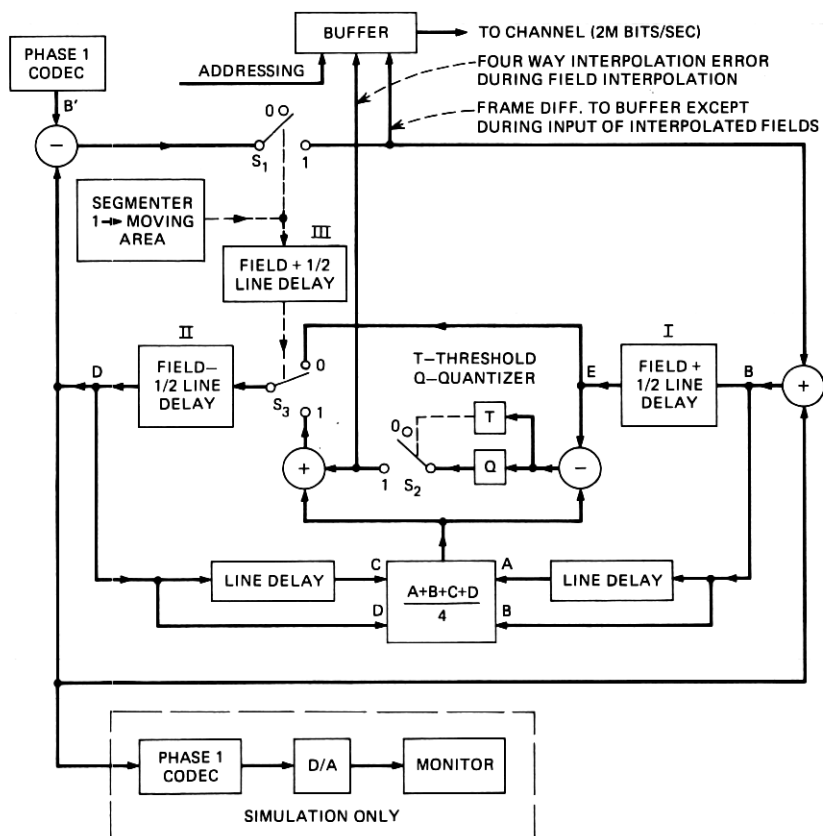 BUFFER
TO CHANNEL (2M BITS/SEC)
PHASE 1
CODEC
ADDRESSING
FOUR WAY INTERPOLATION ERROR
DURING FIELD INTERPOLATION
B'
FRAME DIFF. TO BUFFER EXCEPT
DURING INPUT OF INTERPOLATED FIELDS
0
−
S1
1
SEGMENTER
1 → MOVING
AREA
III
FIELD + 1/2
LINE DELAY
II
T–THRESHOLD
Q–QUANTIZER
I
D
FIELD–
1/2 LINE
DELAY
0
E
FIELD +
1/2 LINE
DELAY
B
+
S3
1
0
T
+
1
S2
Q
−
LINE DELAY
C
A+B+C+D
4
A
LINE DELAY
D
B
PHASE 1
CODEC
D/A
MONITOR
SIMULATION ONLY